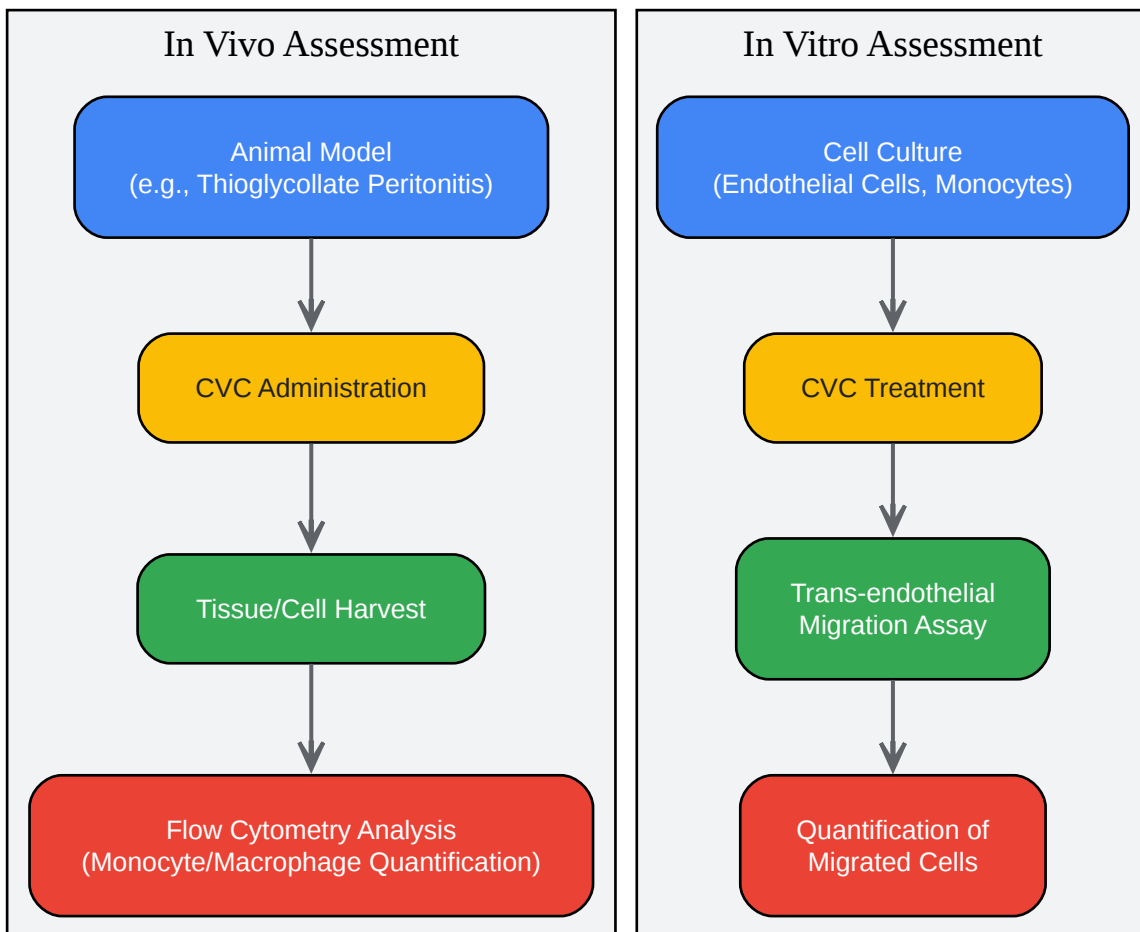 In Vivo Assessment
Animal Model
(e.g., Thioglycollate Peritonitis)
CVC Administration
Tissue/Cell Harvest
Flow Cytometry Analysis
(Monocyte/Macrophage Quantification)
In Vitro Assessment
Cell Culture
(Endothelial Cells, Monocytes)
CVC Treatment
Trans-endothelial
Migration Assay
Quantification of
Migrated Cells